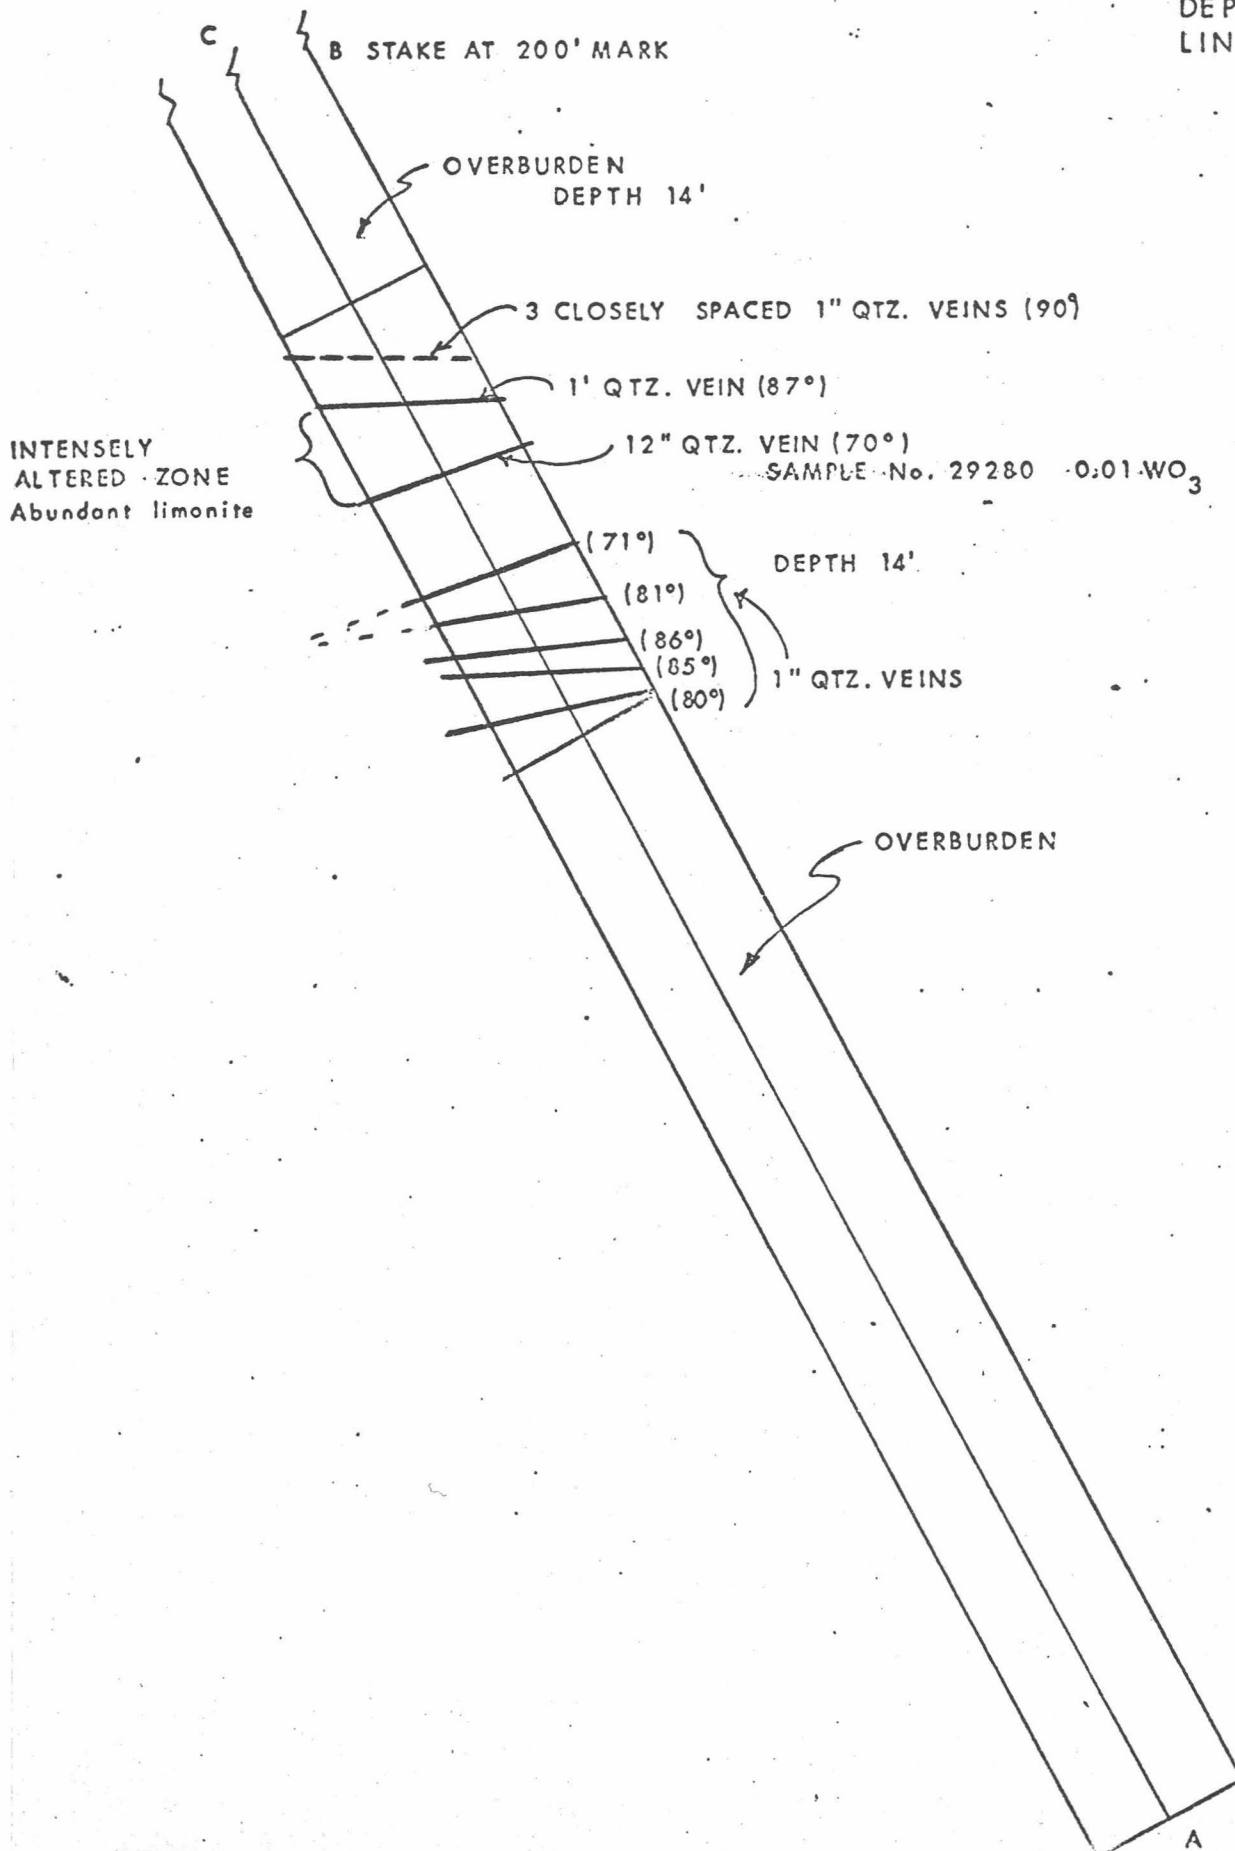 DEP
LIN
C
B STAKE AT 200' MARK
OVERBURDEN
DEPTH 14'
3 CLOSELY SPACED 1" QTZ. VEINS (90°)
1' QTZ. VEIN (87°)
12" QTZ. VEIN (70°)
SAMPLE No. 29280 0.01 WO3
INTENSELY
ALTERED ZONE
Abundant limonite
(71°)
DEPTH 14'
(81°)
(86°)
(85°)
1" QTZ. VEINS
(80°)
OVERBURDEN
A